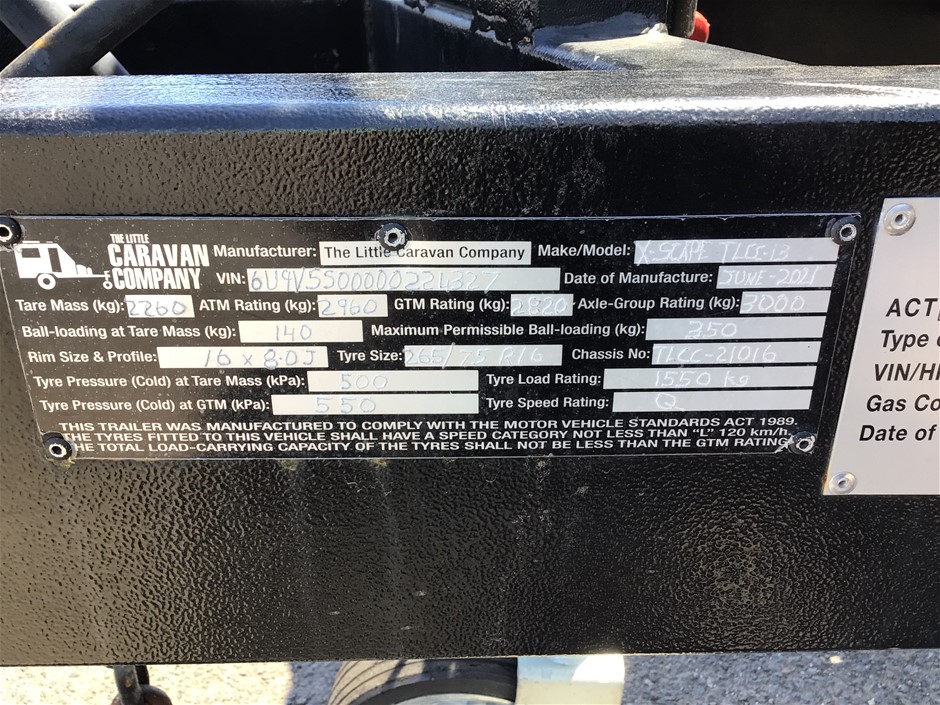 THE LITTLE
CARAVAN
COMPANY
Manufacturer: The Little Caravan Company Make/Model: X-SCAPE TLCC-13
VIN: 6U9V5500000221327 Date of Manufacture: JUNE-2021
Tare Mass (kg): 2260 ATM Rating (kg): 2960 GTM Rating (kg): 2820 Axle-Group Rating (kg): 3000
Ball-loading at Tare Mass (kg): 140 Maximum Permissible Ball-loading (kg): 350
Rim Size & Profile: 16 x 8.0J Tyre Size: 265/75 R16 Chassis No: TLCC-21016
Tyre Pressure (Cold) at Tare Mass (kPa): 500 Tyre Load Rating: 1550 kg
Tyre Pressure (Cold) at GTM (kPa): 550 Tyre Speed Rating: Q
THIS TRAILER WAS MANUFACTURED TO COMPLY WITH THE MOTOR VEHICLE STANDARDS ACT 1989.
THE TYRES FITTED TO THIS VEHICLE SHALL HAVE A SPEED CATEGORY NOT LESS THAN "L" 120 km/h.
THE TOTAL LOAD-CARRYING CAPACITY OF THE TYRES SHALL NOT BE LESS THAN THE GTM RATING
ACT
Type
VIN/
Gas Co
Date of